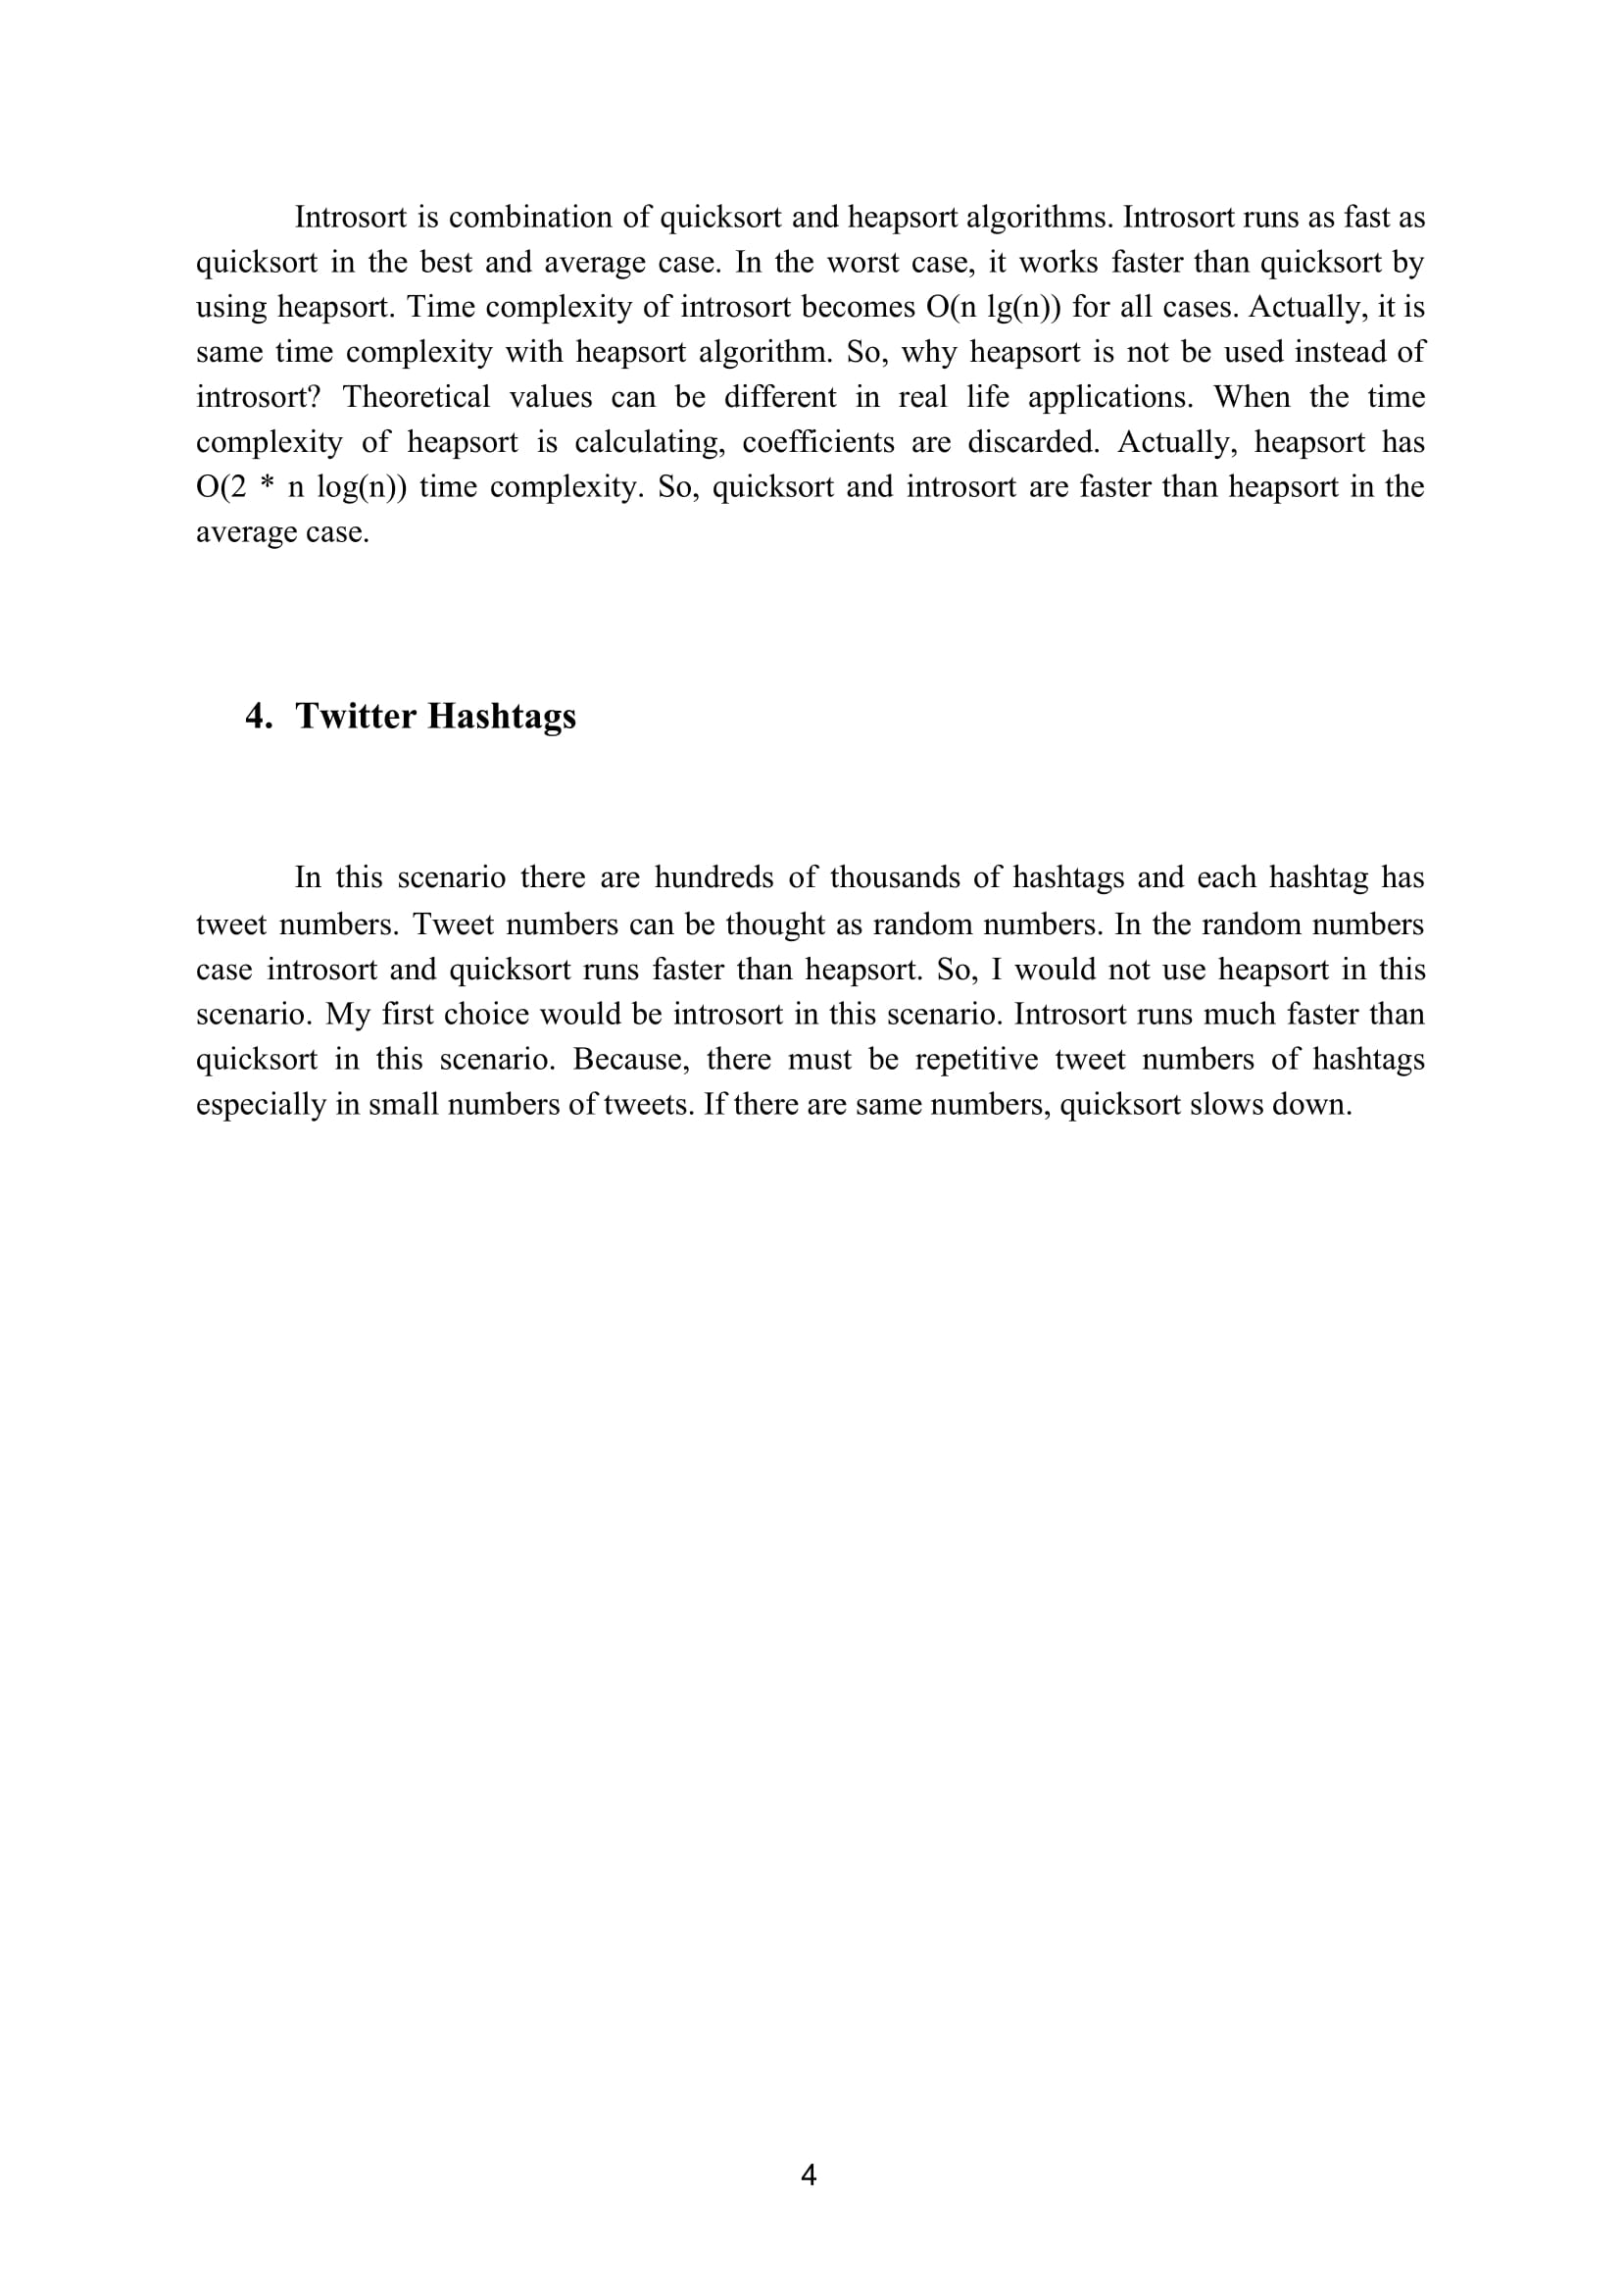 Introsort is combination of quicksort and heapsort algorithms. Introsort runs as fast as
quicksort in the best and average case. In the worst case, it works faster than quicksort by
using heapsort. Time complexity of introsort becomes O(n lg(n)) for all cases. Actually, it is
same time complexity with heapsort algorithm. So, why heapsort is not be used instead of
introsort? Theoretical values can be different in real life applications. When the time
complexity of heapsort is calculating, coefficients are discarded. Actually, heapsort has
O(2 * n log(n)) time complexity. So, quicksort and introsort are faster than heapsort in the
average case.
4. Twitter Hashtags
In this scenario there are hundreds of thousands of hashtags and each hashtag has
tweet numbers. Tweet numbers can be thought as random numbers. In the random numbers
case introsort and quicksort runs faster than heapsort. So, I would not use heapsort in this
scenario. My first choice would be introsort in this scenario. Introsort runs much faster than
quicksort in this scenario. Because, there must be repetitive tweet numbers of hashtags
especially in small numbers of tweets. If there are same numbers, quicksort slows down.
4